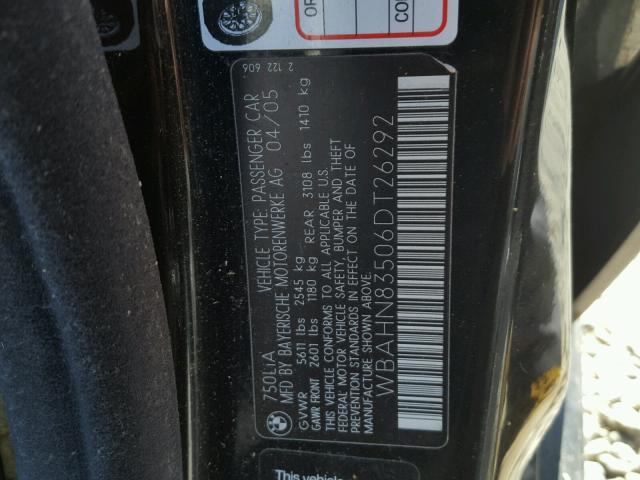 OR
CO
2 122 606
750LIA VEHICLE TYPE: PASSENGER CAR
MFD BY BAYERISCHE MOTORENWERKE AG 04/05
GVWR 5611 lbs 2545 kg
GAWR FRONT 2601 lbs 1180 kg REAR 3108 lbs 1410 kg
THIS VEHICLE CONFORMS TO ALL APPLICABLE U.S.
FEDERAL MOTOR VEHICLE SAFETY, BUMPER AND THEFT
PREVENTION STANDARDS IN EFFECT ON THE DATE OF
MANUFACTURE SHOWN ABOVE.
WBAHN83506DT26292
This vehicle